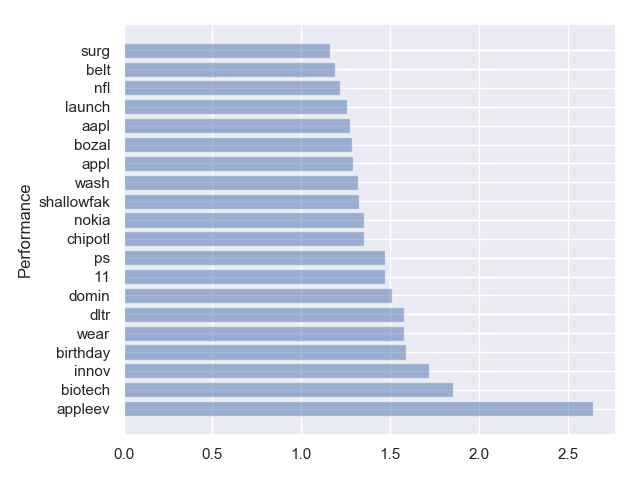 surg
belt
nfl
launch
aapl
bozal
appl
wash
shallowfak
nokia
chipotl
ps
11
domin
dltr
wear
birthday
innov
biotech
appleev
Performance
0.0 0.5 1.0 1.5 2.0 2.5